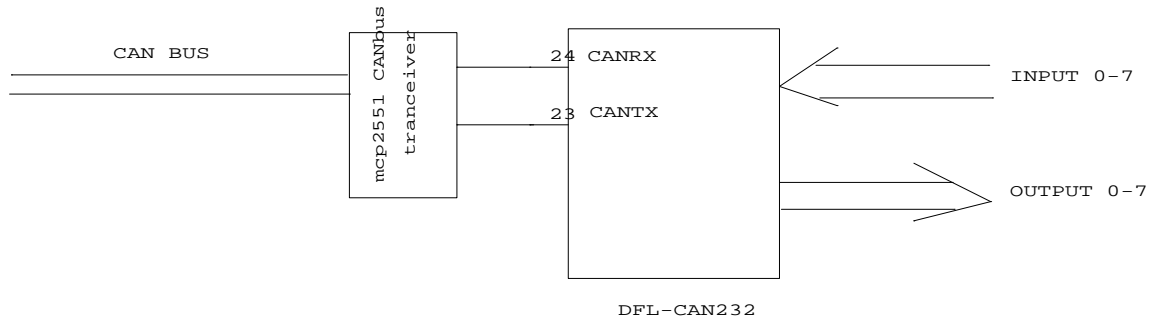 CAN BUS
mcp2551 CANbus
tranceiver
24 CANRX
23 CANTX
INPUT 0-7
OUTPUT 0-7
DFL-CAN232